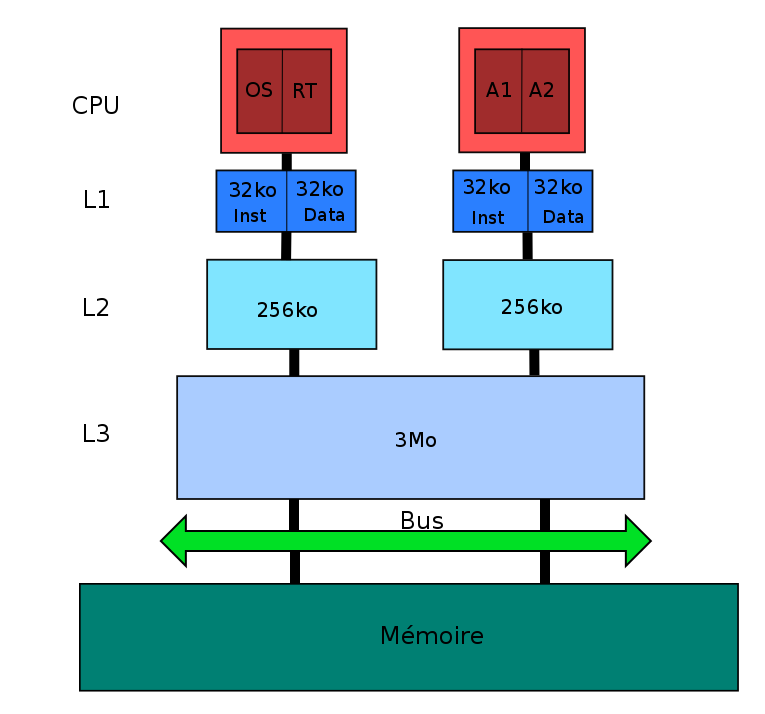 CPU
OS
RT
A1
A2
L1
32ko
Inst
32ko
Data
32ko
Inst
32ko
Data
L2
256ko
256ko
L3
3Mo
Bus
Mémoire